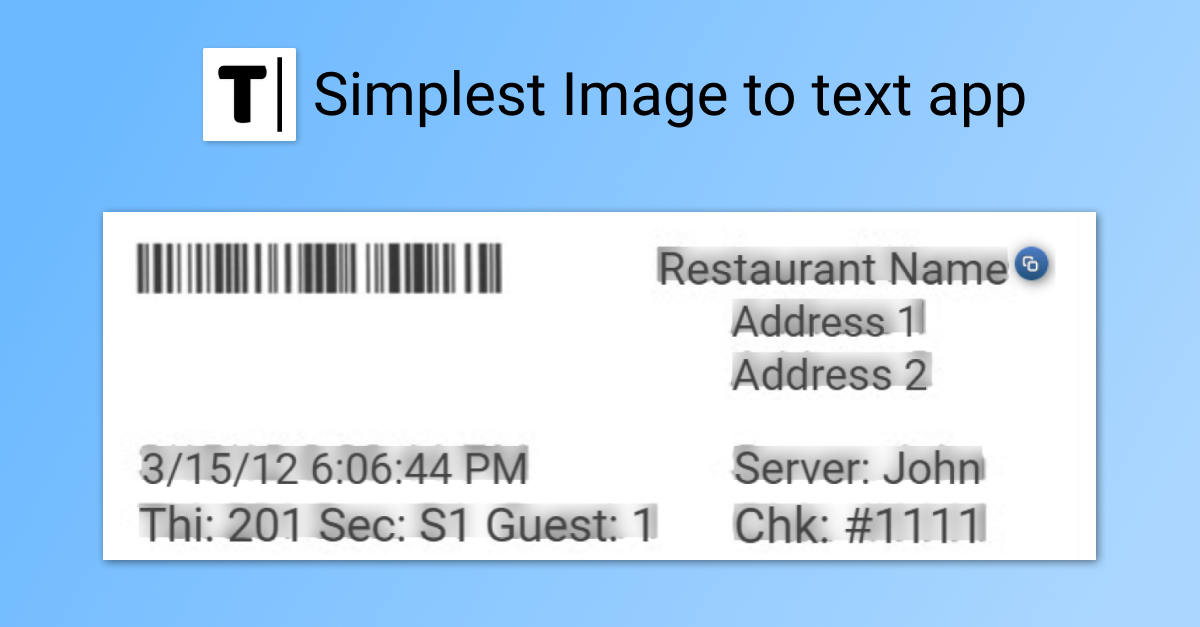 T| Simplest Image to text app
Restaurant Name
Address 1
Address 2
3/15/12 6:06:44 PM Server: John
Thi: 201 Sec: S1 Guest: 1 Chk: #1111